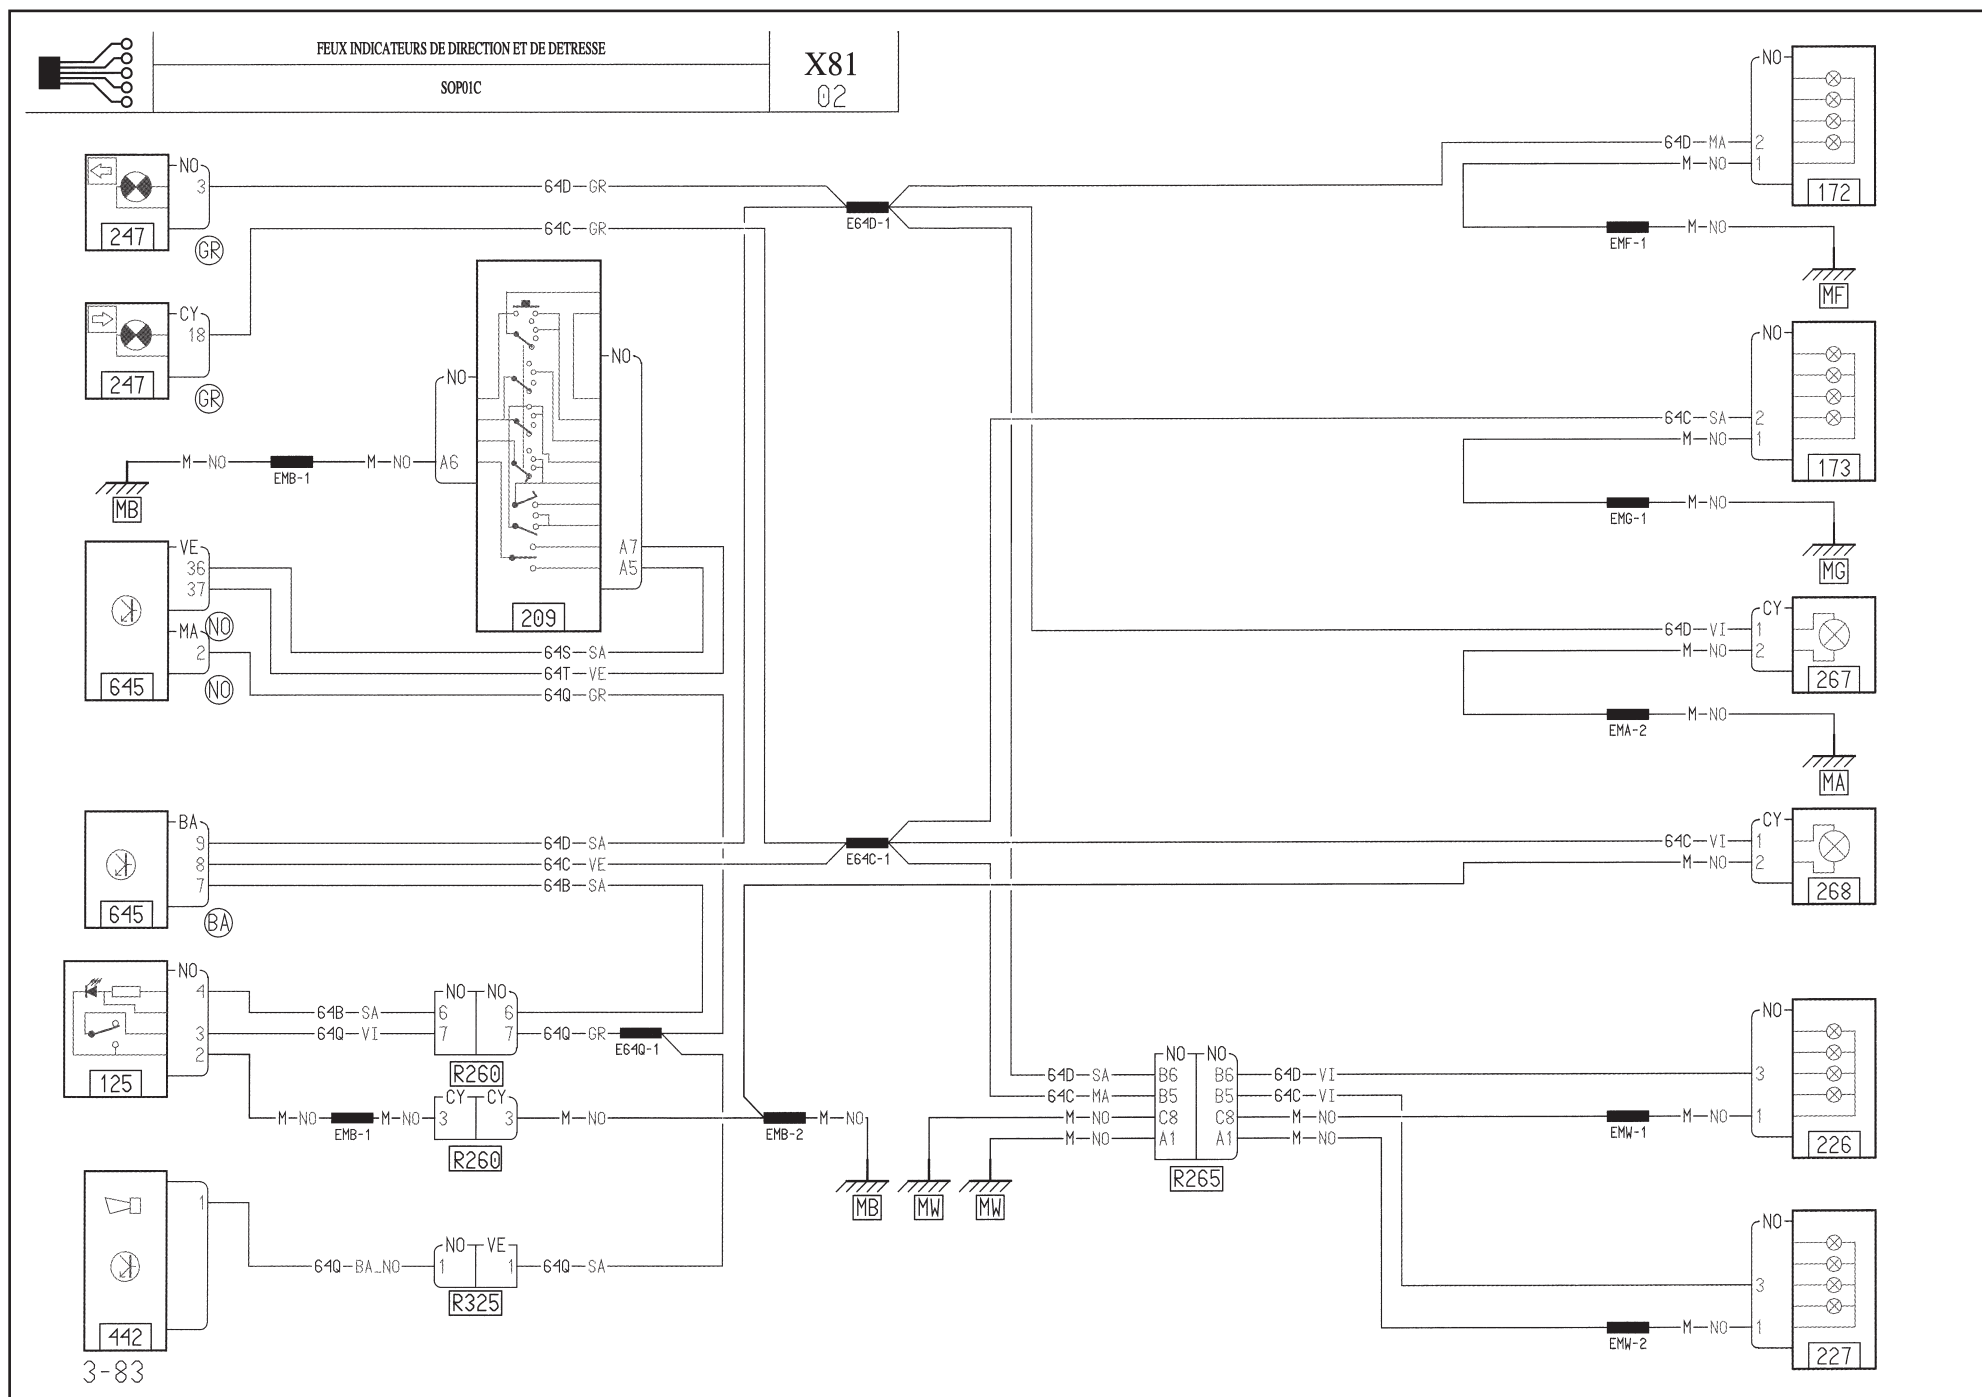 FEUX INDICATEURS DE DIRECTION ET DE DETRESSE
SOP01C
X81
02
NO
3
247
GR
64D GR
E64D-1
64D MA
NO
2
1
M NO
172
EMF-1
M NO
MF
CY
18
247
GR
64C GR
NO
64C SA
2
M NO
1
173
EMG-1
M NO
MG
MB
M NO
EMB-1
M NO
NO
A6
NO
A7
A5
209
VE
36
37
NO
MA
2
NO
645
64S SA
64T VE
64Q GR
CY
64D VI
1
M NO
2
267
EMA-2
M NO
MA
BA
9
8
7
645
BA
64D SA
64C VE
64B SA
E64C-1
CY
64C VI
1
M NO
2
268
NO
4
3
2
125
64B SA
64Q VI
NO NO
6 6
7 7
R260
64Q GR
E64Q-1
M NO
EMB-1
M NO
CY CY
3 3
R260
M NO
EMB-2
M NO
MB
MW
MW
64D SA
64C MA
M NO
M NO
NO NO
B6 B6
B5 B5
C8 C8
A1 A1
R265
64D VI
64C VI
M NO
M NO
NO
3
EMW-1
M NO
1
226
1
442
64Q BA_NO
NO VE
1 1
R325
64Q SA
NO
3
EMW-2
M NO
1
227
3-83